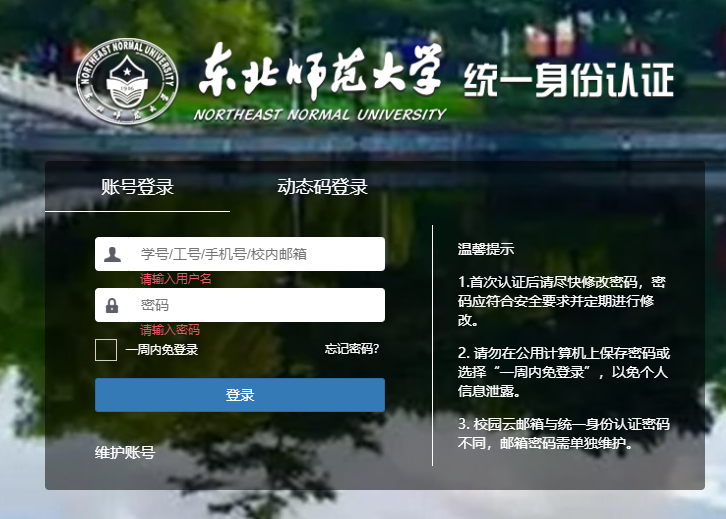 NORTHEAST NORMAL UNIVERSITY
1946
东北师范大学
东北师范大学 统一身份认证
NORTHEAST NORMAL UNIVERSITY
账号登录 动态码登录
学号/工号/手机号/校内邮箱
请输入用户名
密码
请输入密码
一周内免登录 忘记密码?
登录
维护账号
温馨提示
1.首次认证后请尽快修改密码，密
码应符合安全要求并定期进行修
改。
2. 请勿在公用计算机上保存密码或
选择“一周内免登录”，以免个人
信息泄露。
3. 校园云邮箱与统一身份认证密码
不同，邮箱密码需单独维护。